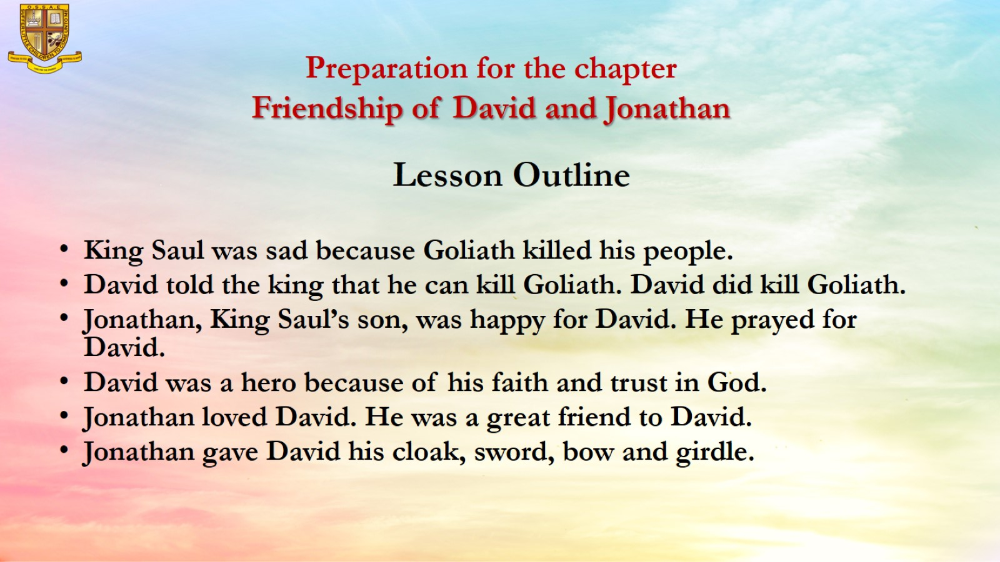 O.S.S.A.E
SUFFER LITTLE CHILDREN TO COME UNTO ME
Preparation for the chapter
Friendship of David and Jonathan
Lesson Outline
• King Saul was sad because Goliath killed his people.
• David told the king that he can kill Goliath. David did kill Goliath.
• Jonathan, King Saul’s son, was happy for David. He prayed for
David.
• David was a hero because of his faith and trust in God.
• Jonathan loved David. He was a great friend to David.
• Jonathan gave David his cloak, sword, bow and girdle.